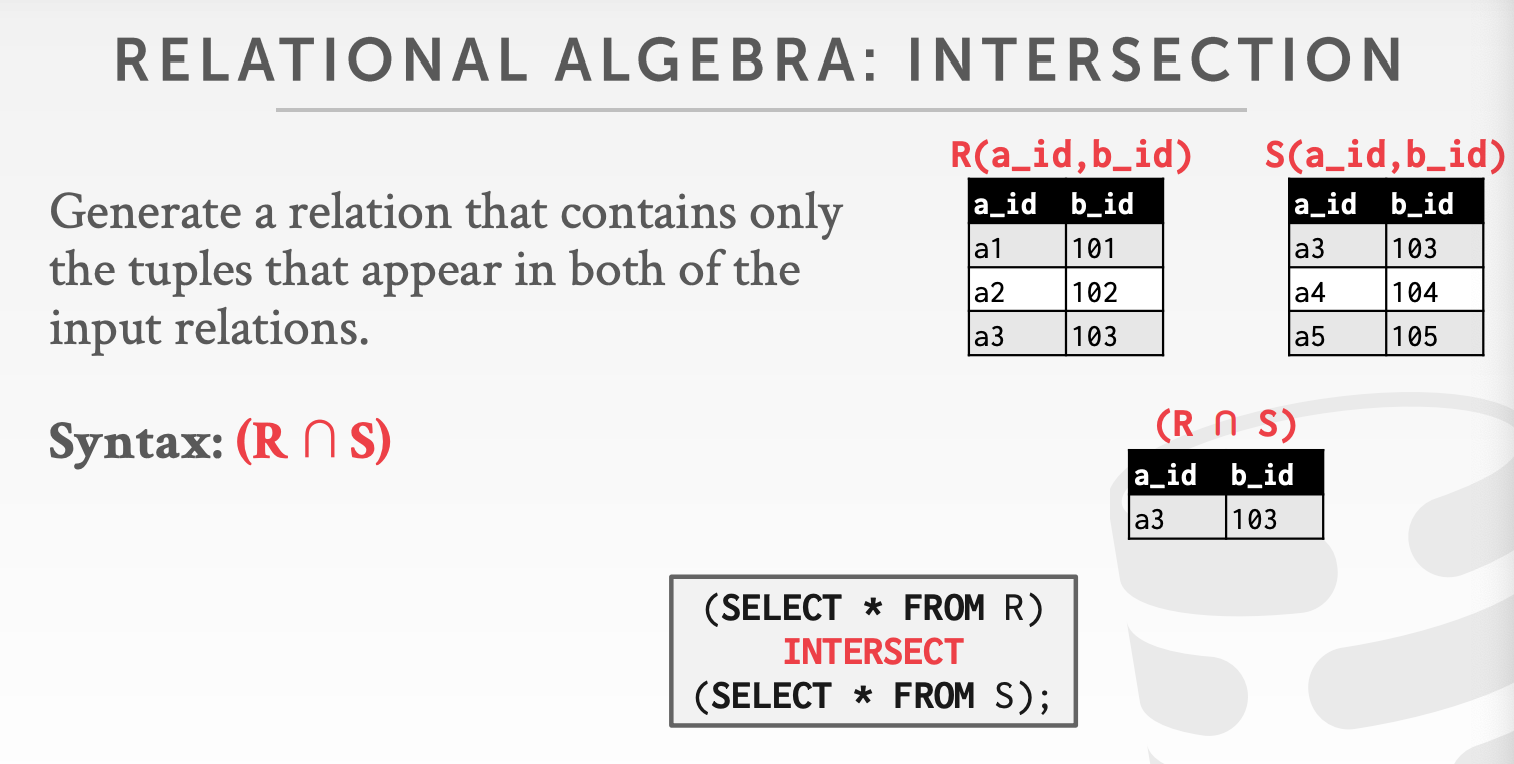 RELATIONAL ALGEBRA: INTERSECTION
Generate a relation that contains only
the tuples that appear in both of the
input relations.
Syntax: (R ∩ S)
R(a_id,b_id)
a_id b_id
a1 101
a2 102
a3 103
S(a_id,b_id)
a_id b_id
a3 103
a4 104
a5 105
(R ∩ S)
a_id b_id
a3 103
(SELECT * FROM R)
INTERSECT
(SELECT * FROM S);